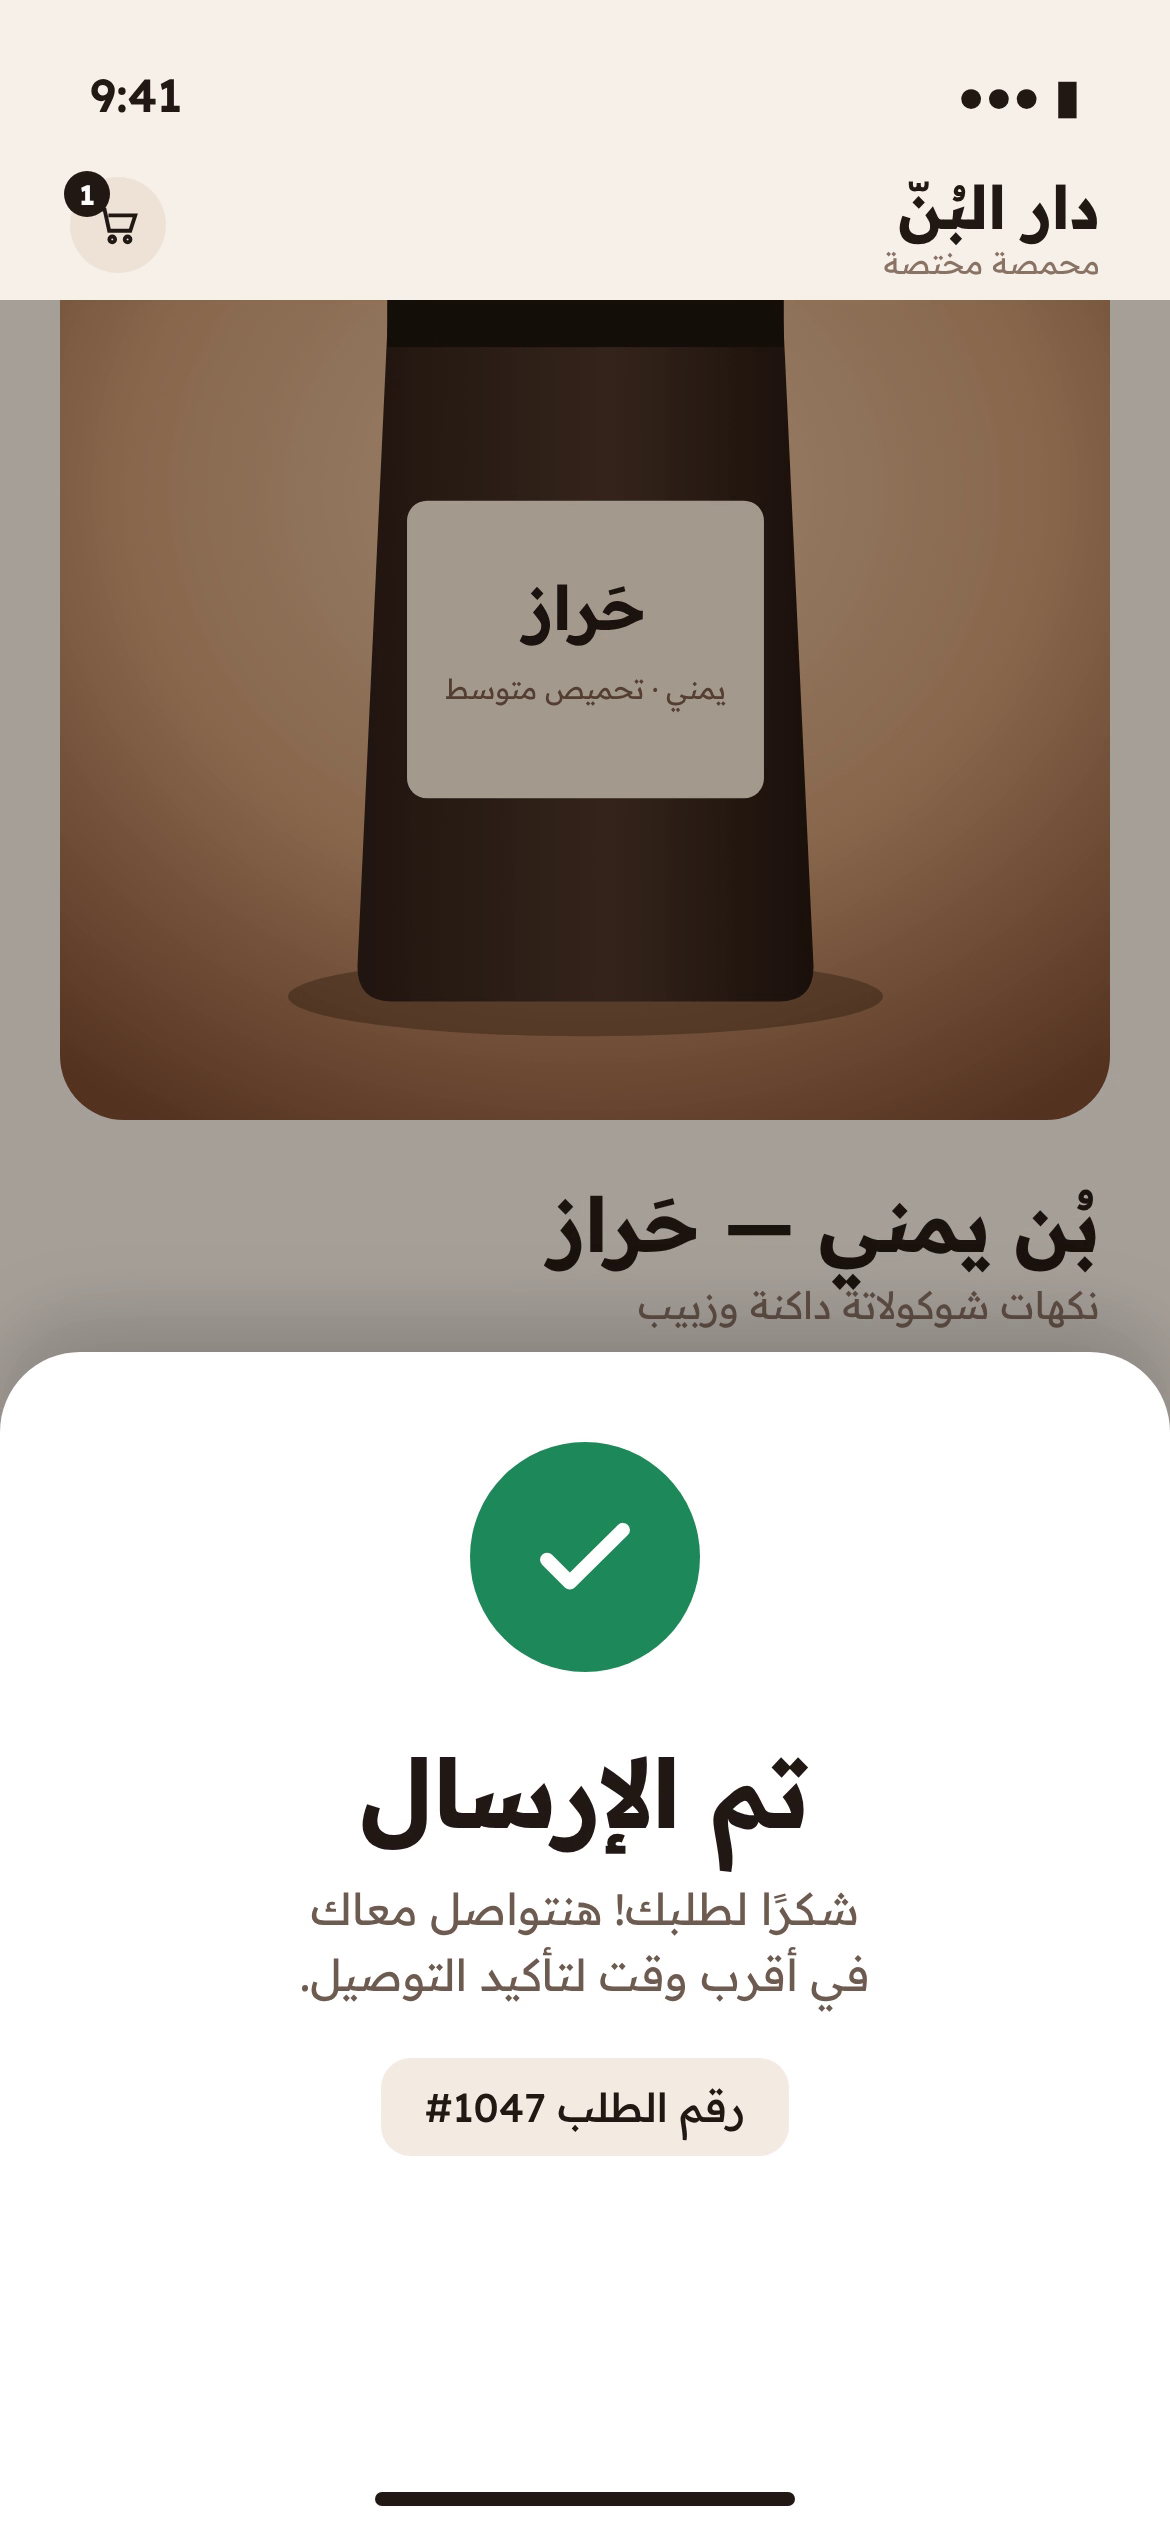 9:41
دار البُنّ
1
محمصة مختصة
حَراز
يمني · تحميص متوسط
بُن يمني — حَراز
نكهات شوكولاتة داكنة وزبيب
تم الإرسال
شكرًا لطلبك! هنتواصل معاك
في أقرب وقت لتأكيد التوصيل.
رقم الطلب 1047#